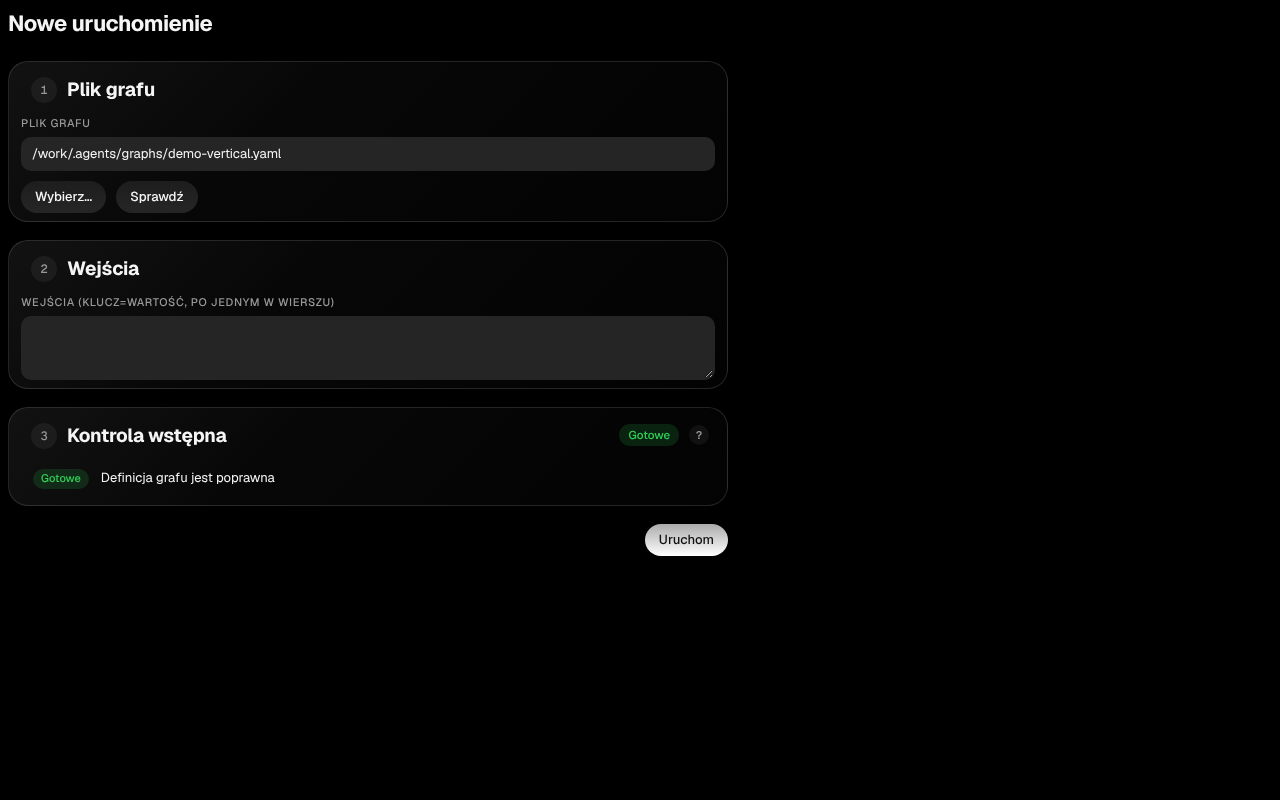 Nowe uruchomienie
1 Plik grafu
PLIK GRAFU
/work/.agents/graphs/demo-vertical.yaml
Wybierz... Sprawdź
2 Wejścia
WEJŚCIA (KLUCZ=WARTOŚĆ, PO JEDNYM W WIERSZU)
3 Kontrola wstępna Gotowe ?
Gotowe Definicja grafu jest poprawna
Uruchom